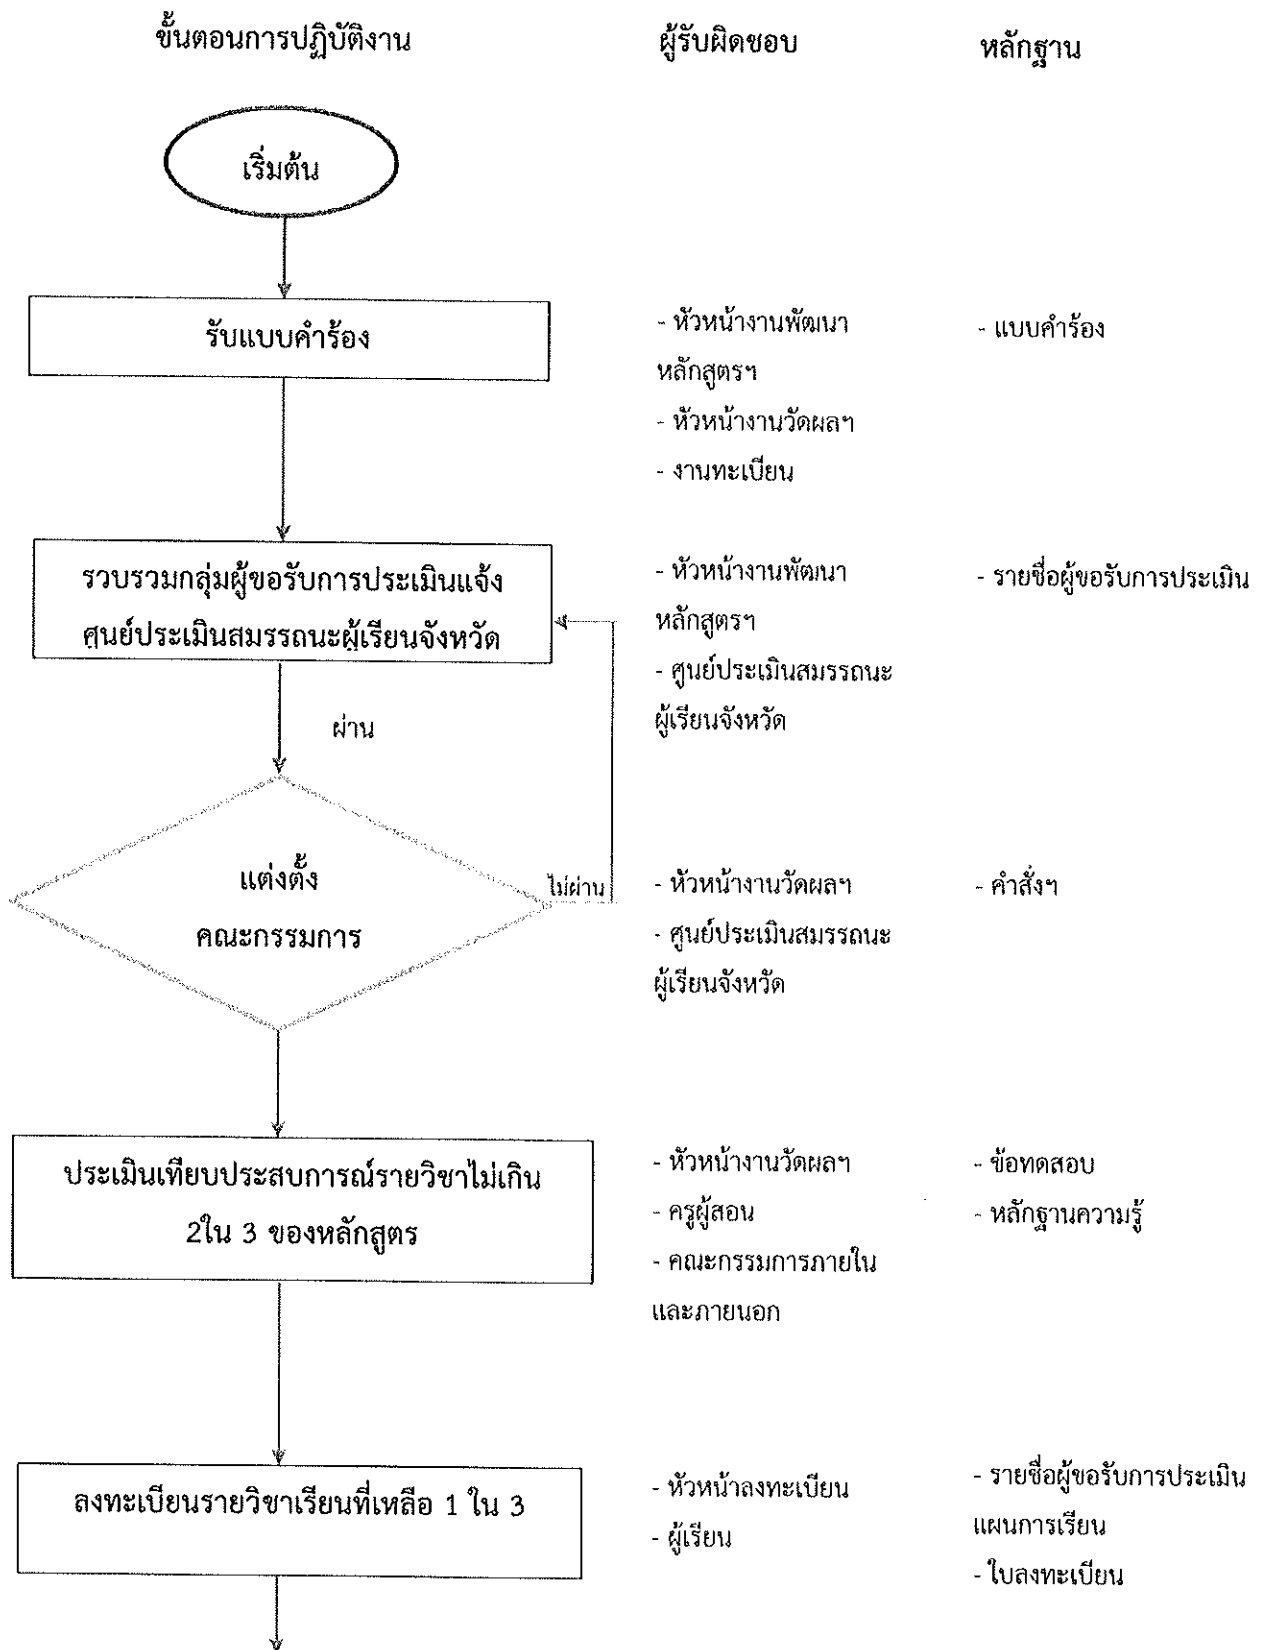 ขั้นตอนการปฏิบัติงาน
ผู้รับผิดชอบ
หลักฐาน
เริ่มต้น
รับแบบคำร้อง
- หัวหน้างานพัฒนา
หลักสูตรฯ
- หัวหน้างานวัดผลฯ
- งานทะเบียน
- แบบคำร้อง
รวบรวมกลุ่มผู้ขอรับการประเมินแจ้ง
ศูนย์ประเมินสมรรถนะผู้เรียนจังหวัด
- หัวหน้างานพัฒนา
หลักสูตรฯ
- ศูนย์ประเมินสมรรถนะ
ผู้เรียนจังหวัด
- รายชื่อผู้ขอรับการประเมิน
ผ่าน
แต่งตั้ง
คณะกรรมการ
ไม่ผ่าน
- หัวหน้างานวัดผลฯ
- ศูนย์ประเมินสมรรถนะ
ผู้เรียนจังหวัด
- คำสั่งฯ
ประเมินเทียบประสบการณ์รายวิชาไม่เกิน
2ใน 3 ของหลักสูตร
- หัวหน้างานวัดผลฯ
- ครูผู้สอน
- คณะกรรมการภายใน
และภายนอก
- ข้อทดสอบ
- หลักฐานความรู้
ลงทะเบียนรายวิชาเรียนที่เหลือ 1 ใน 3
- หัวหน้าลงทะเบียน
- ผู้เรียน
- รายชื่อผู้ขอรับการประเมิน
แผนการเรียน
- ใบลงทะเบียน